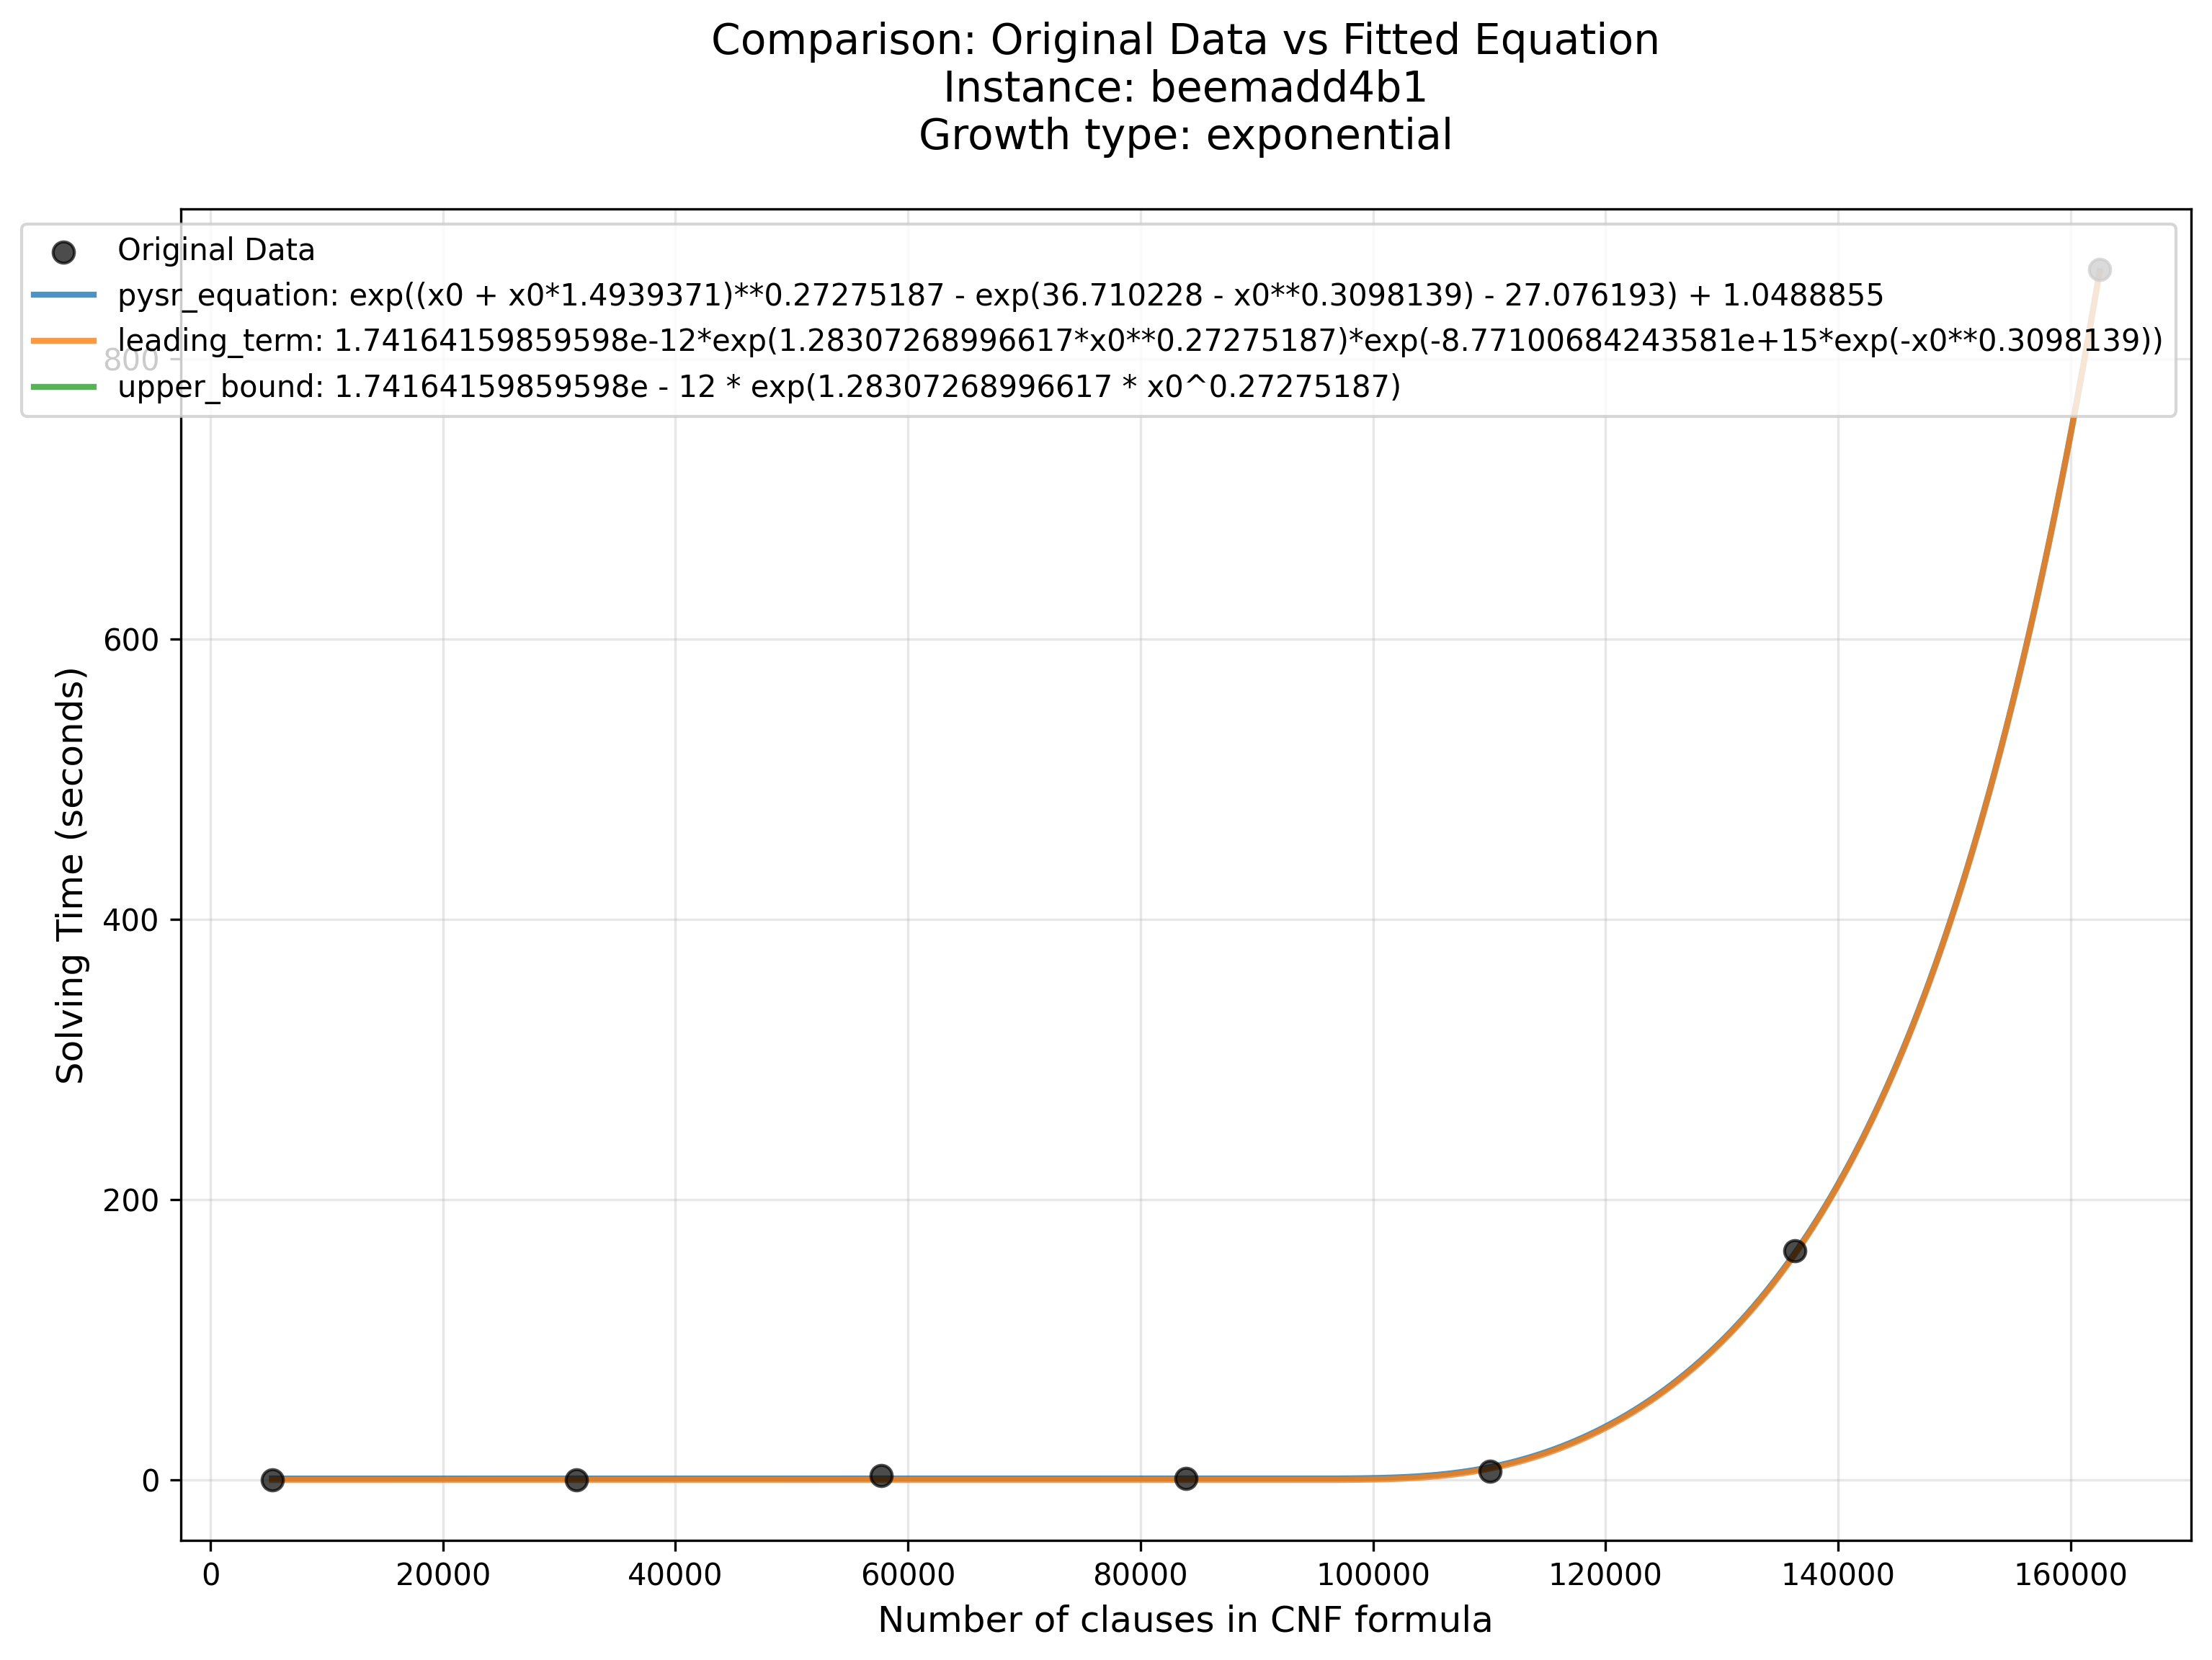 Comparison: Original Data vs Fitted Equation
Instance: beemadd4b1
Growth type: exponential
Original Data
pysr_equation: exp((x0 + x0*1.4939371)**0.27275187 - exp(36.710228 - x0**0.3098139) - 27.076193) + 1.0488855
leading_term: 1.74164159859598e-12*exp(1.28307268996617*x0**0.27275187)*exp(-8.77100684243581e+15*exp(-x0**0.3098139))
upper_bound: 1.74164159859598e - 12 * exp(1.28307268996617 * x0^0.27275187)
800
600
400
200
0
Solving Time (seconds)
0 20000 40000 60000 80000 100000 120000 140000 160000
Number of clauses in CNF formula